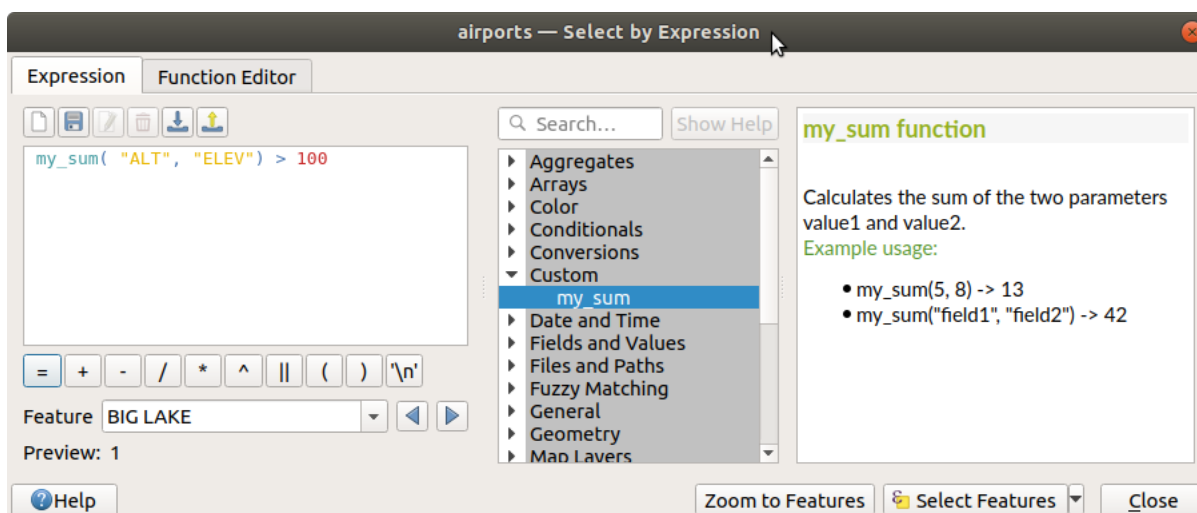 airports — Select by Expression
Expression
Function Editor
Search...
Show Help
my_sum( "ALT", "ELEV") > 100
= + - / * ^ || ( ) '\n'
Feature BIG LAKE
Preview: 1
Aggregates
Arrays
Color
Conditionals
Conversions
Custom
my_sum
Date and Time
Fields and Values
Files and Paths
Fuzzy Matching
General
Geometry
Map Layers
my_sum function
Calculates the sum of the two parameters
value1 and value2.
Example usage:
• my_sum(5, 8) -> 13
• my_sum("field1", "field2") -> 42
Help
Zoom to Features
Select Features
Close